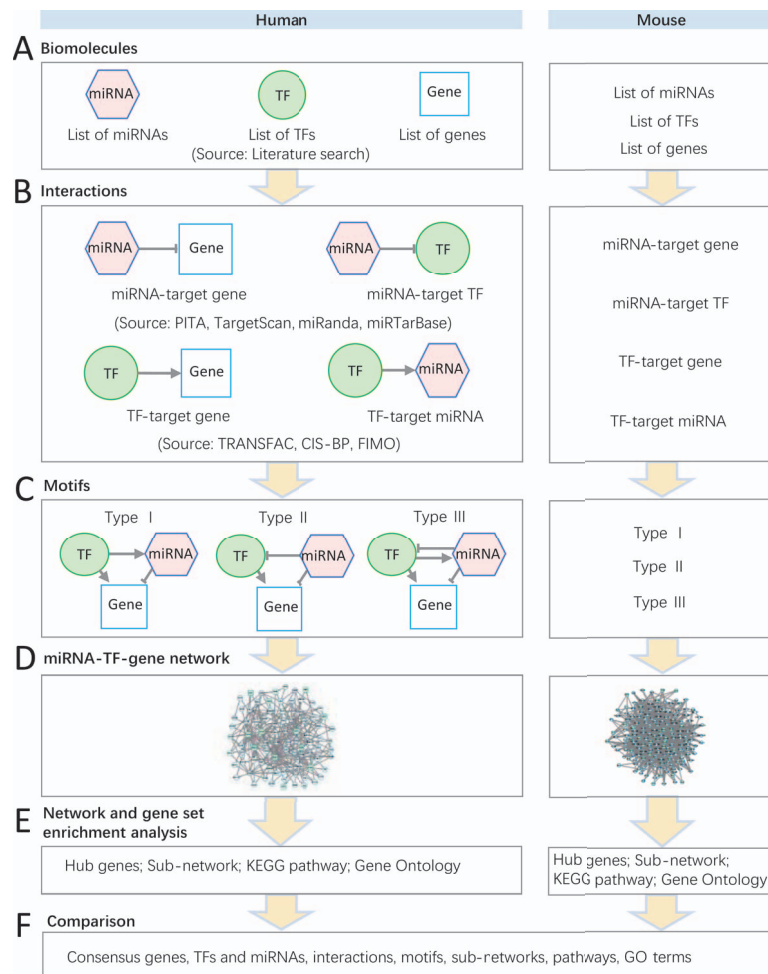 Human
Mouse
A Biomolecules
miRNA
TF
Gene
List of miRNAs
List of TFs
List of genes
(Source: Literature search)
List of miRNAs
List of TFs
List of genes
B Interactions
miRNA
Gene
miRNA
TF
miRNA-target gene
miRNA-target TF
(Source: PITA, TargetScan, miRanda, miRTarBase)
TF
Gene
TF
miRNA
TF-target gene
TF-target miRNA
(Source: TRANSFAC, CIS-BP, FIMO)
miRNA-target gene
miRNA-target TF
TF-target gene
TF-target miRNA
C Motifs
Type I
Type II
Type III
TF
miRNA
Gene
TF
miRNA
Gene
TF
miRNA
Gene
Type I
Type II
Type III
D miRNA-TF-gene network
E Network and gene set
enrichment analysis
Hub genes; Sub-network; KEGG pathway; Gene Ontology
Hub genes; Sub-network;
KEGG pathway; Gene Ontology
F Comparison
Consensus genes, TFs and miRNAs, interactions, motifs, sub-retworks, pathways, GO terms